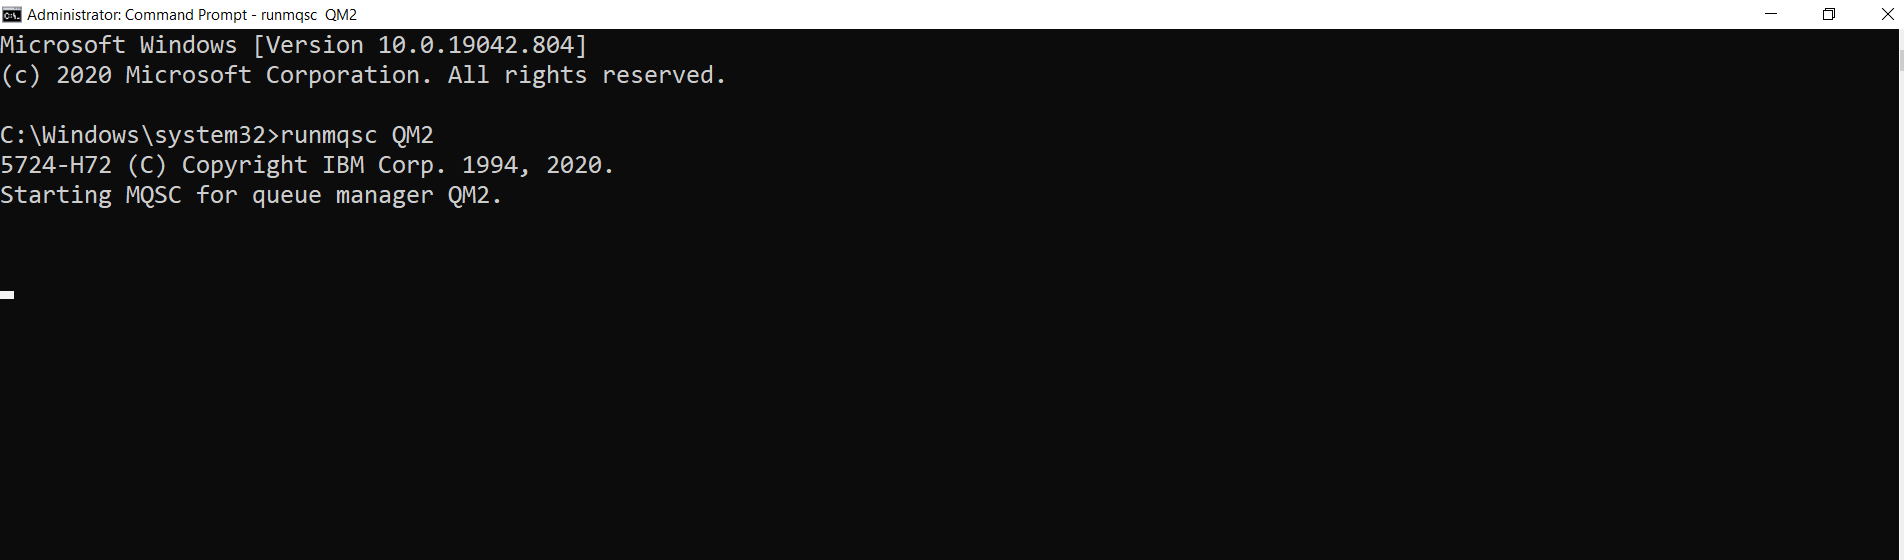 Administrator: Command Prompt - runmqsc  QM2
Microsoft Windows [Version 10.0.19042.804]
(c) 2020 Microsoft Corporation. All rights reserved.
C:\Windows\system32>runmqsc QM2
5724-H72 (C) Copyright IBM Corp. 1994, 2020.
Starting MQSC for queue manager QM2.